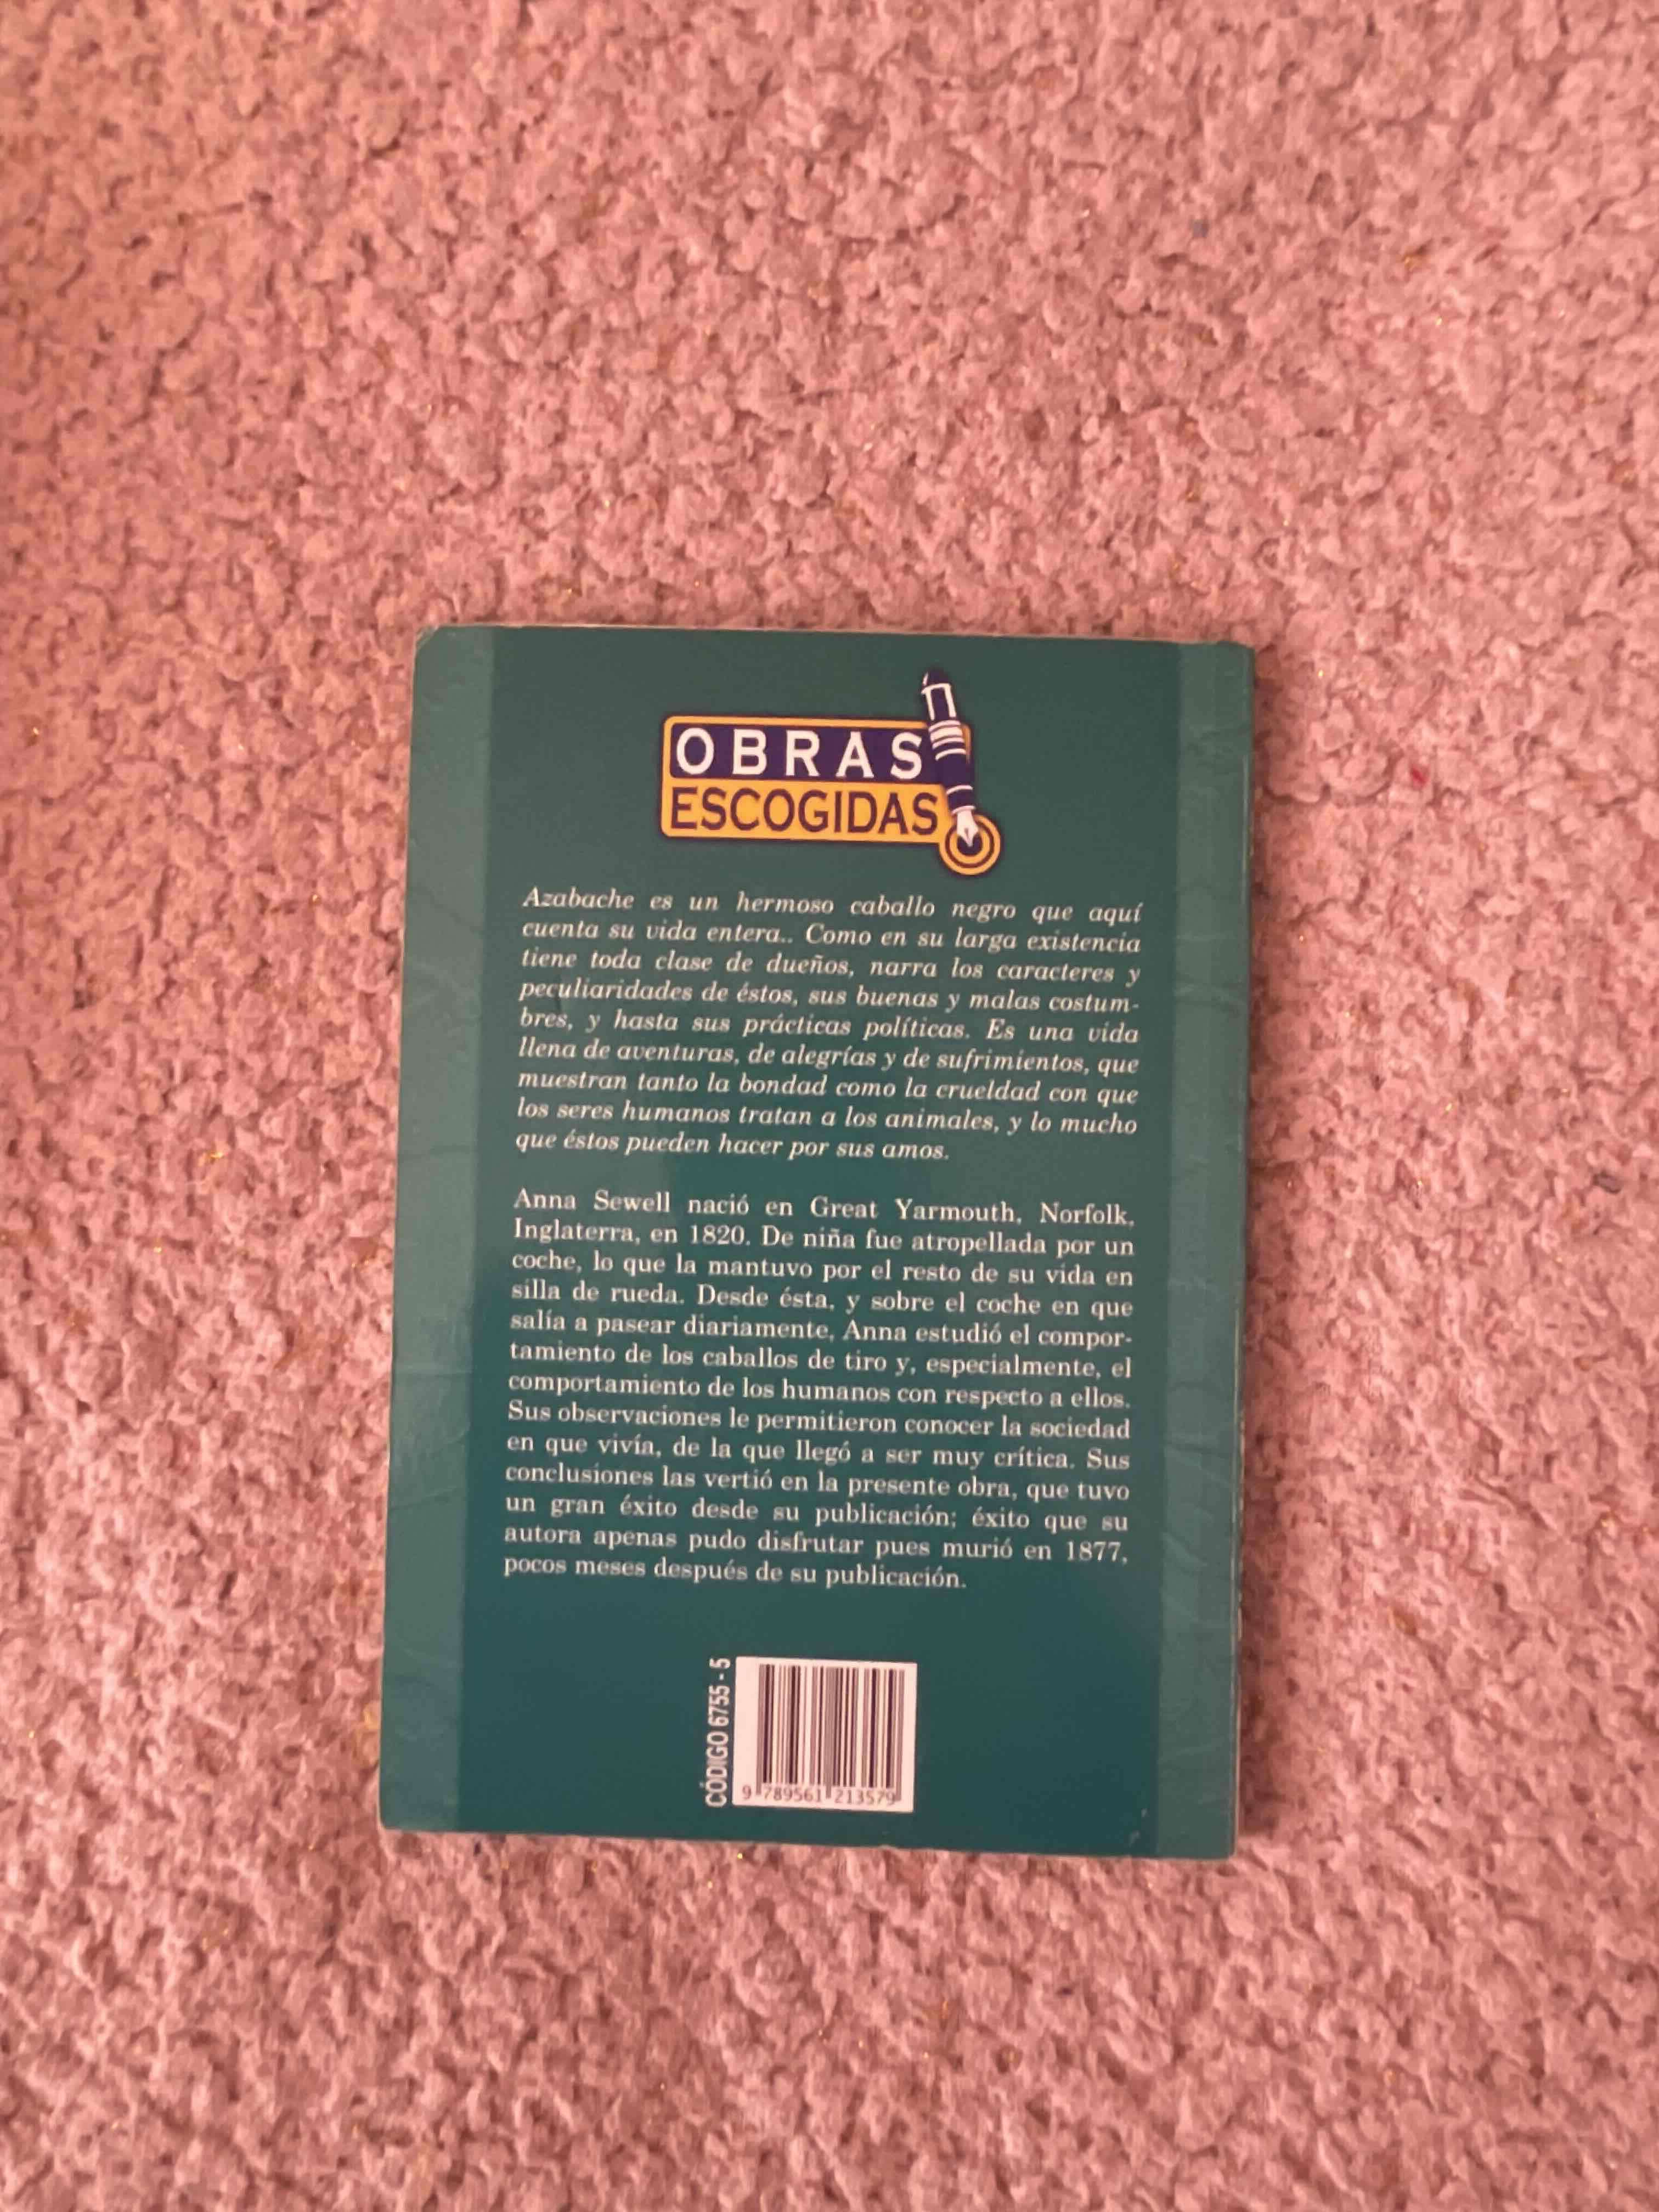 OBRAS
ESCOGIDAS
Azabache es un hermoso caballo negro que aquí
cuenta su vida entera.. Como en su larga existencia
tiene toda clase de dueños, narra los caracteres y
peculiaridades de éstos, sus buenas y malas costum-
bres, y hasta sus prácticas políticas. Es una vida
llena de aventuras, de alegrías y de sufrimientos, que
muestran tanto la bondad como la crueldad con que
los seres humanos tratan a los animales, y lo mucho
que éstos pueden hacer por sus amos.
Anna Sewell nació en Great Yarmouth, Norfolk,
Inglaterra, en 1820. De niña fue atropellada por un
coche, lo que la mantuvo por el resto de su vida en
silla de rueda. Desde ésta, y sobre el coche en que
salía a pasear diariamente, Anna estudió el compor-
tamiento de los caballos de tiro y, especialmente, el
comportamiento de los humanos con respecto a ellos.
Sus observaciones le permitieron conocer la sociedad
en que vivía, de la que llegó a ser muy crítica. Sus
conclusiones las vertió en la presente obra, que tuvo
un gran éxito desde su publicación; éxito que su
autora apenas pudo disfrutar pues murió en 1877,
pocos meses después de su publicación.
CÓDIGO 6755 - 5
9 789561 213579